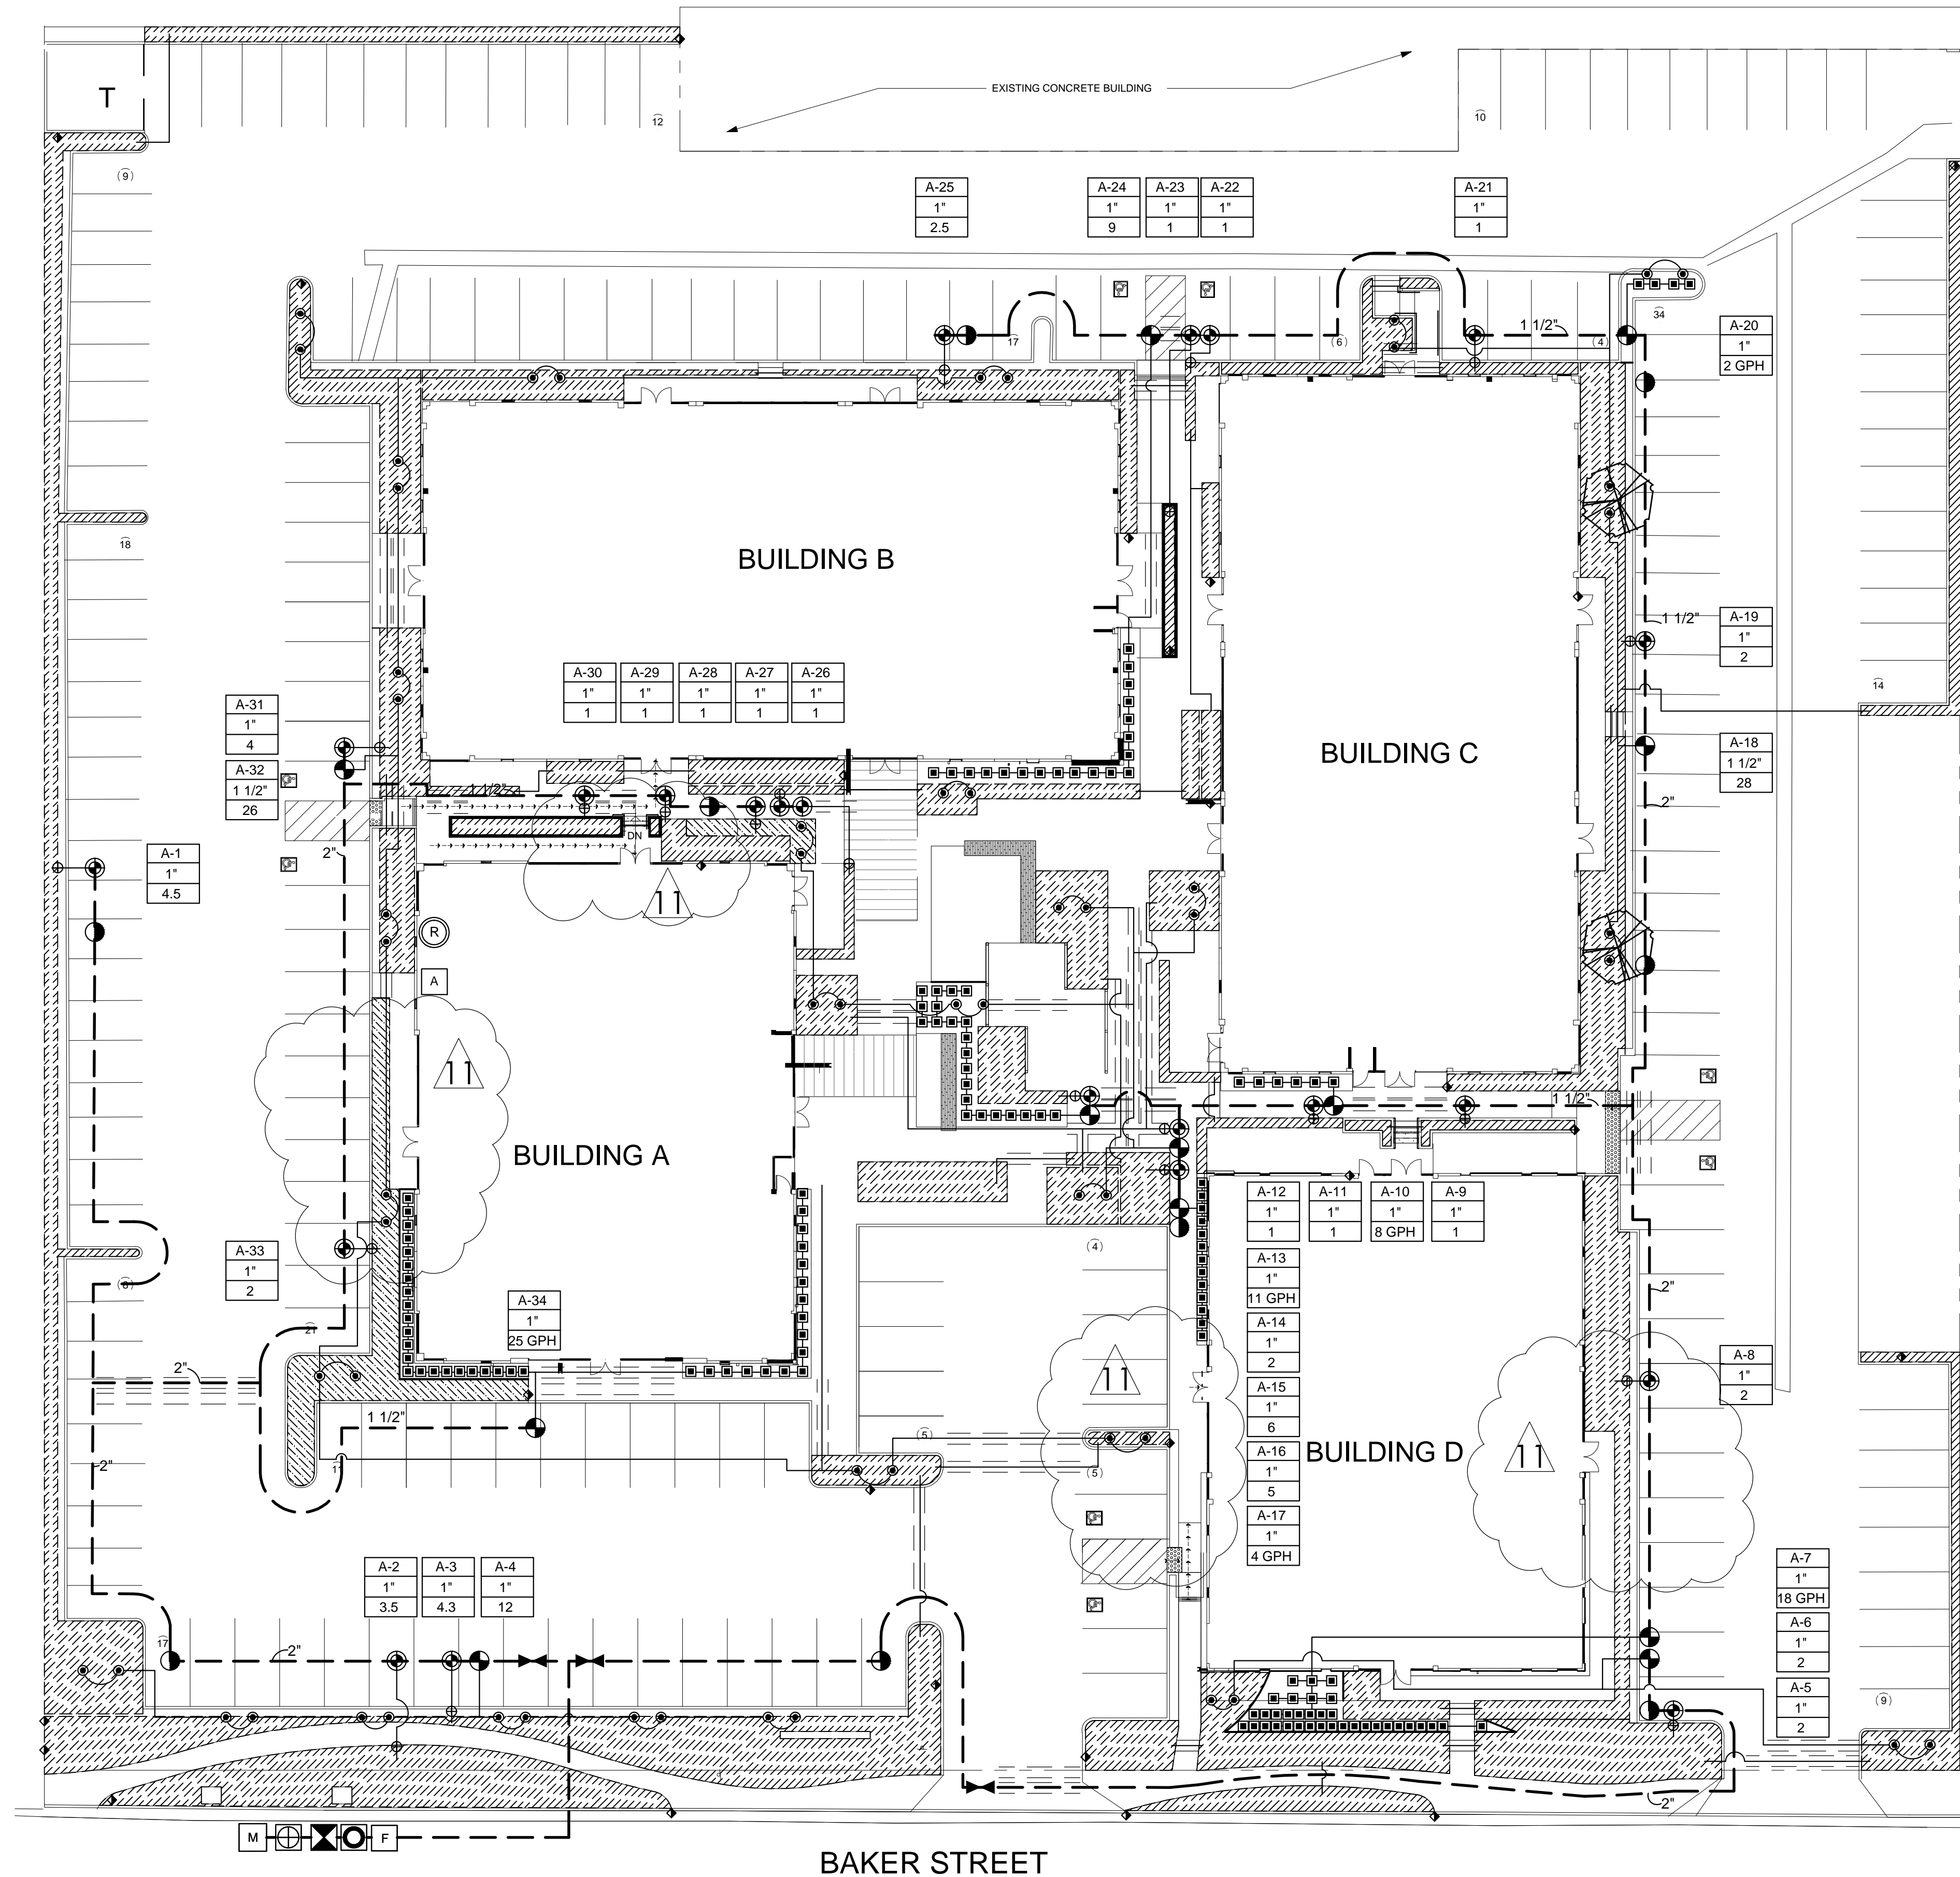 EXISTING CONCRETE BUILDING
T
12
10
(9)
A-25
1"
2.5
A-24
1"
9
A-23
1"
1
A-22
1"
1
A-21
1"
1
17
(6)
1 1/2"
(4)
34
A-20
1"
2 GPH
18
BUILDING B
BUILDING C
1 1/2"
A-19
1"
2
14
A-30
1"
1
A-29
1"
1
A-28
1"
1
A-27
1"
1
A-26
1"
1
A-31
1"
4
A-32
1 1/2"
26
A-18
1 1/2"
28
1 1/2"
2"
DN
2"
A-1
1"
4.5
11
R
A
11
1 1/2"
BUILDING A
A-12
1"
1
A-11
1"
1
A-10
1"
8 GPH
A-9
1"
1
A-33
1"
2
(4)
A-13
1"
11 GPH
(6)
2"
A-34
1"
25 GPH
21
A-14
1"
2
2"
11
A-8
1"
2
A-15
1"
6
1 1/2"
(5)
A-16
1"
5
BUILDING D
11
2"
11
(5)
A-17
1"
4 GPH
A-2
1"
3.5
A-3
1"
4.3
A-4
1"
12
A-7
1"
18 GPH
A-6
1"
2
17
2"
A-5
1"
2
(9)
2"
M
F
BAKER STREET